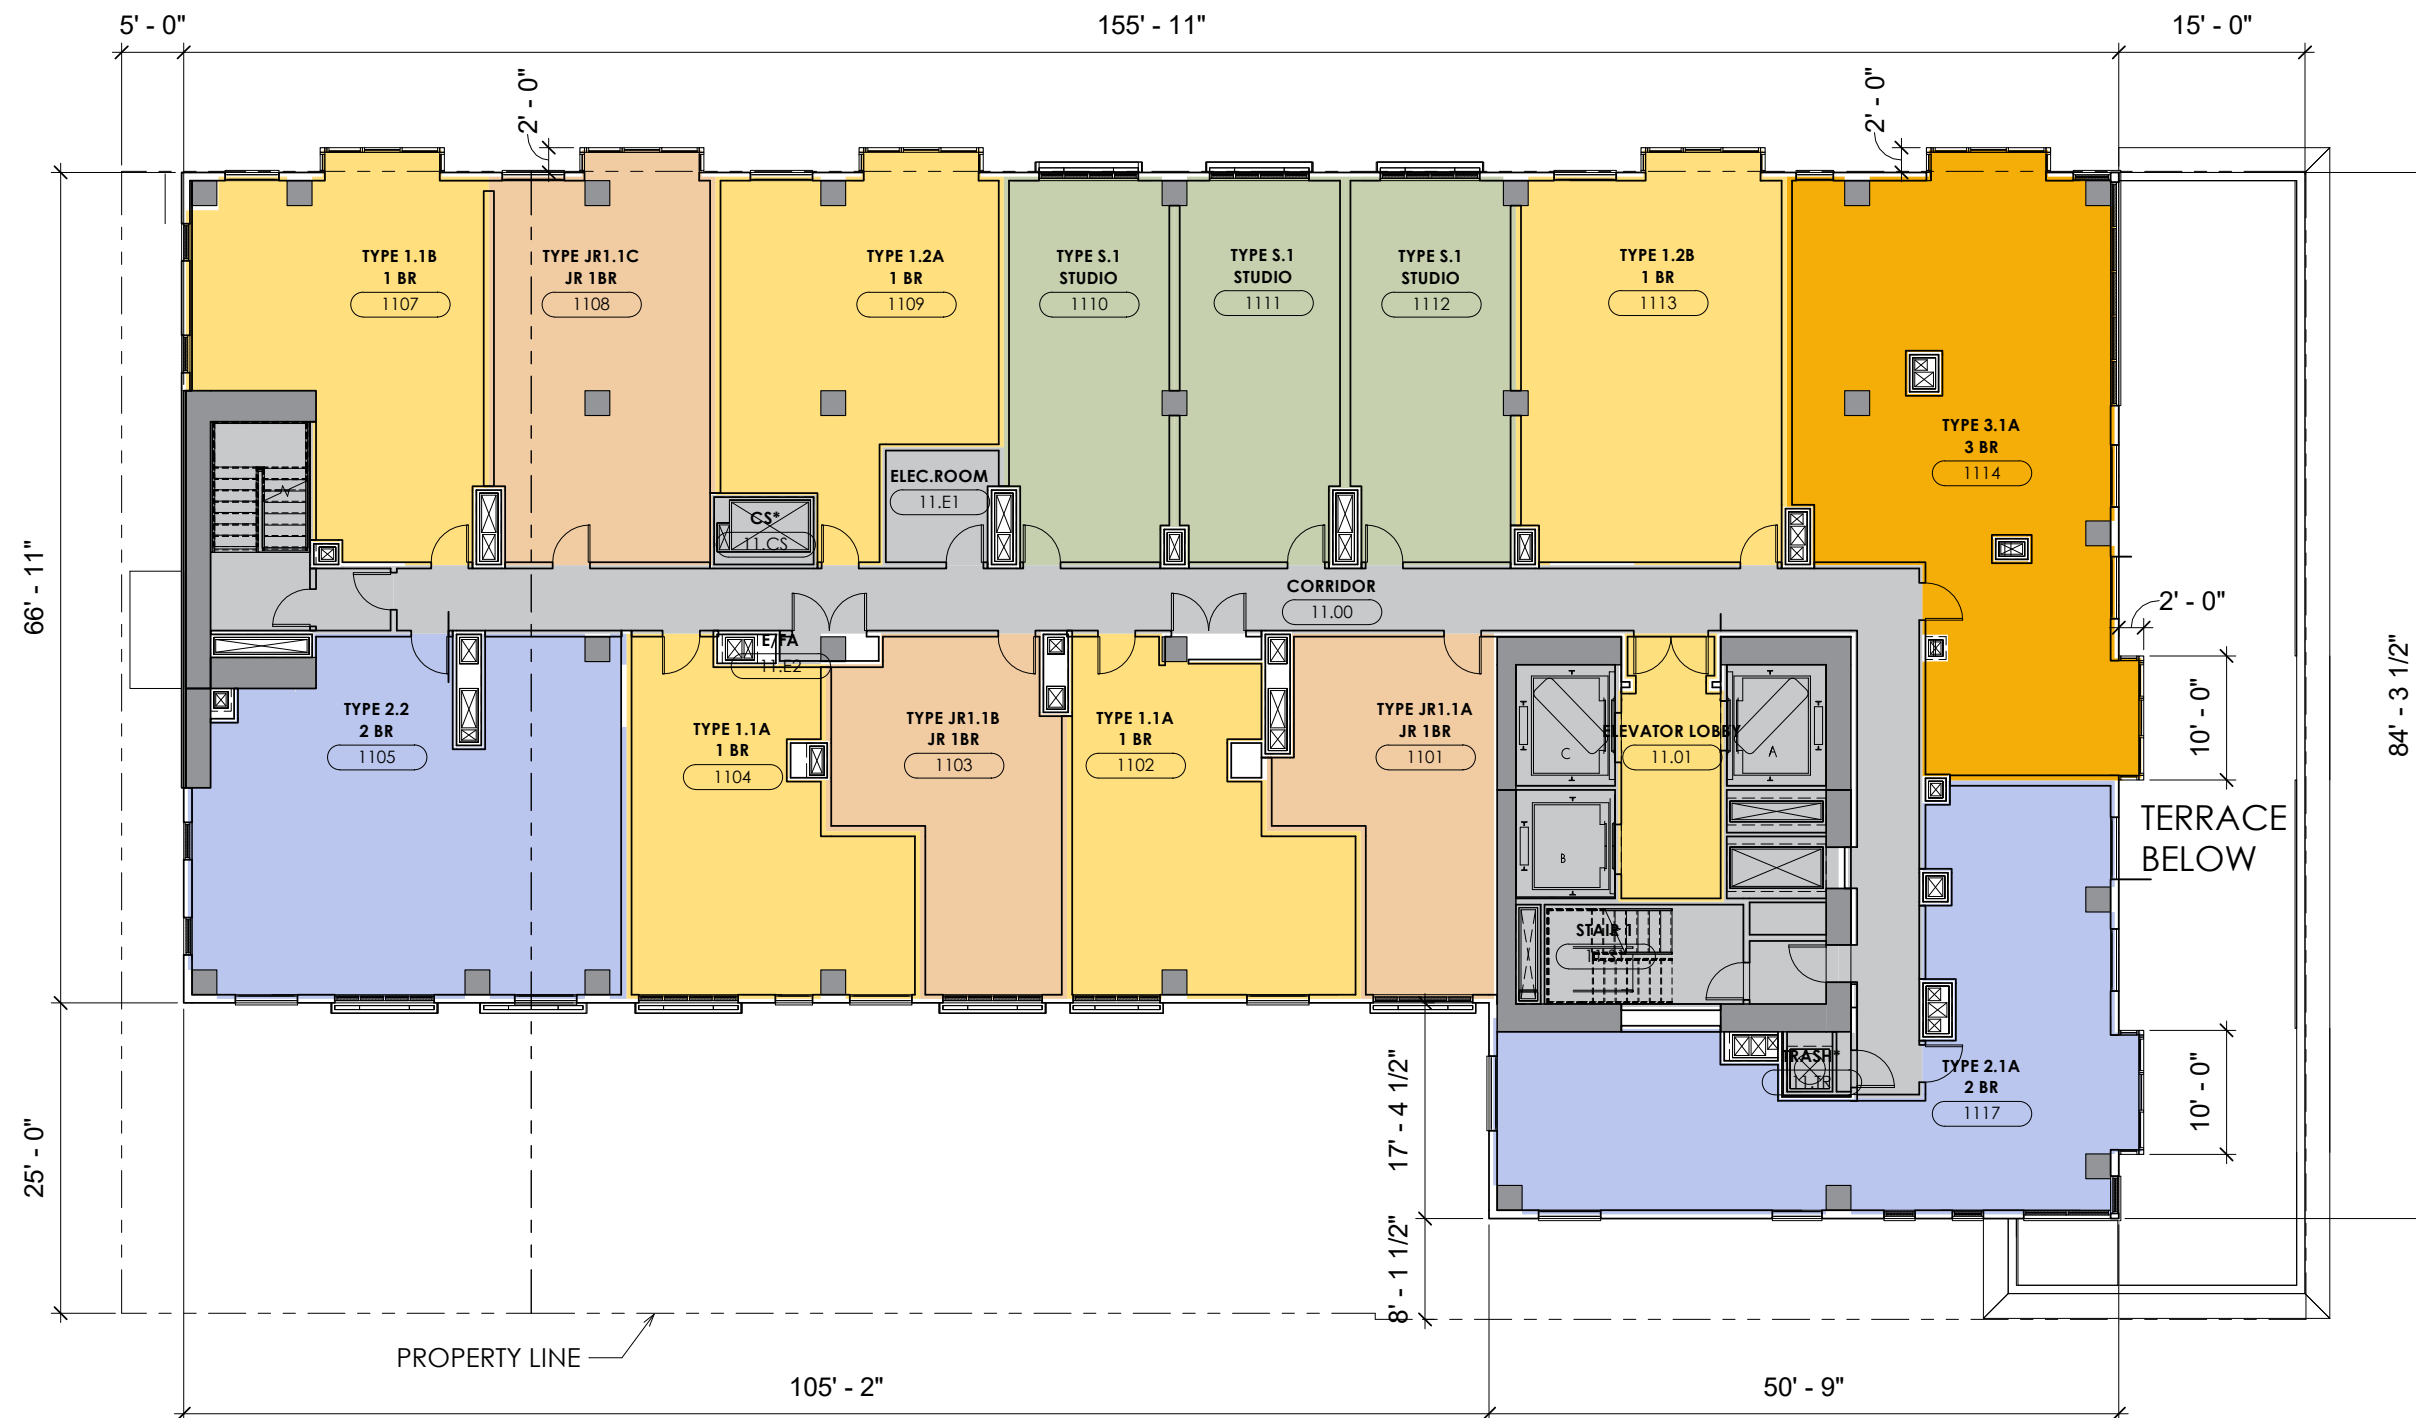 5' - 0"
155' - 11"
15' - 0"
2' - 0"
2' - 0"
TYPE 1.1B
1 BR
1107
TYPE JR1.1C
JR 1BR
1108
TYPE 1.2A
1 BR
1109
TYPE S.1
STUDIO
1110
TYPE S.1
STUDIO
1111
TYPE S.1
STUDIO
1112
TYPE 1.2B
1 BR
1113
TYPE 3.1A
3 BR
1114
ELEC.ROOM
11.E1
CS*
11.CS
66' - 11"
CORRIDOR
11.00
2' - 0"
E/FA
11.E2
TYPE 2.2
2 BR
1105
TYPE 1.1A
1 BR
1104
TYPE JR1.1B
JR 1BR
1103
TYPE 1.1A
1 BR
1102
TYPE JR1.1A
JR 1BR
1101
ELEVATOR LOBBY
11.01
C
A
B
10' - 0"
84' - 3 1/2"
TERRACE
BELOW
STAIR 1
TRASH*
11.TR
TYPE 2.1A
2 BR
1117
10' - 0"
17' - 4 1/2"
25' - 0"
8' - 1 1/2"
PROPERTY LINE
105' - 2"
50' - 9"